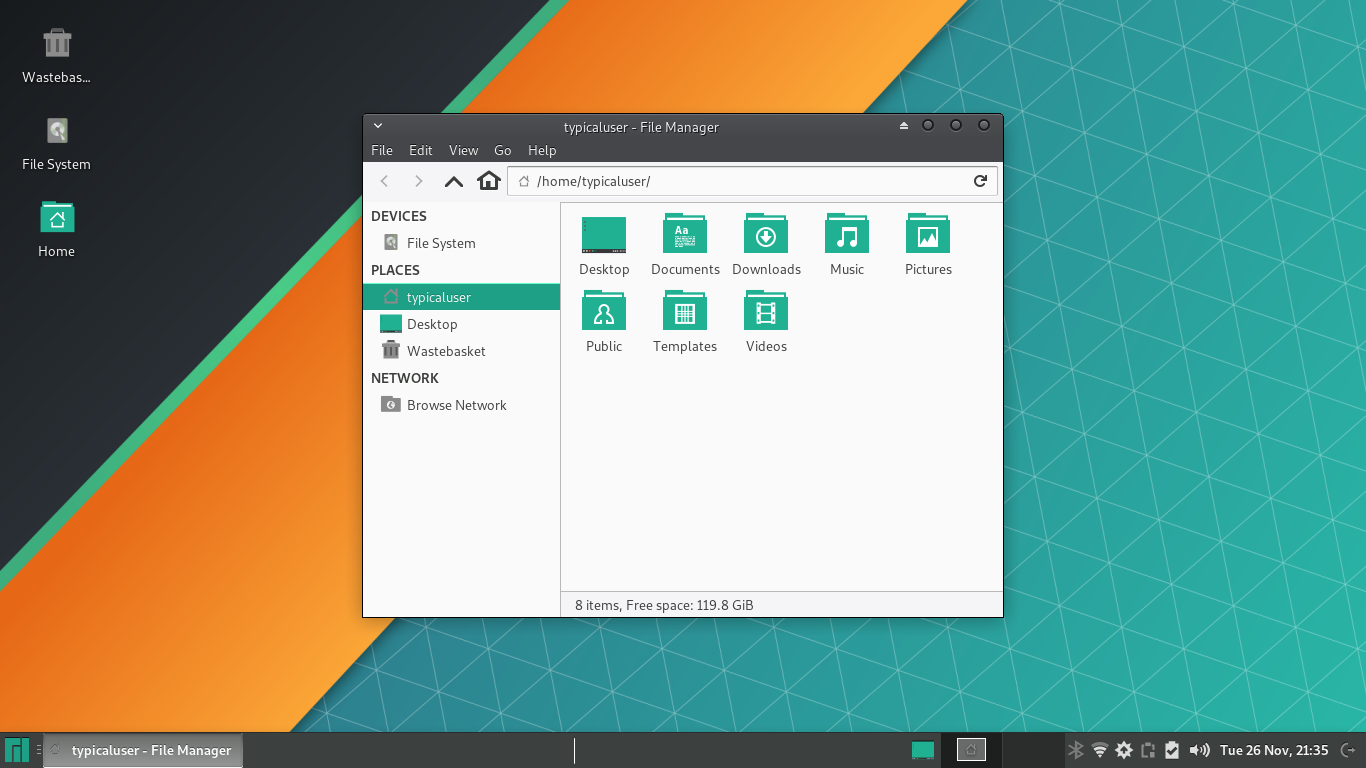 Wastebas...
File System
Home
typicaluser - File Manager
File Edit View Go Help
/home/typicaluser/
DEVICES
File System
PLACES
typicaluser
Desktop
Wastebasket
NETWORK
Browse Network
Desktop Documents Downloads Music Pictures
Aa
Public Templates Videos
8 items, Free space: 119.8 GiB
typicaluser - File Manager
Tue 26 Nov, 21:35